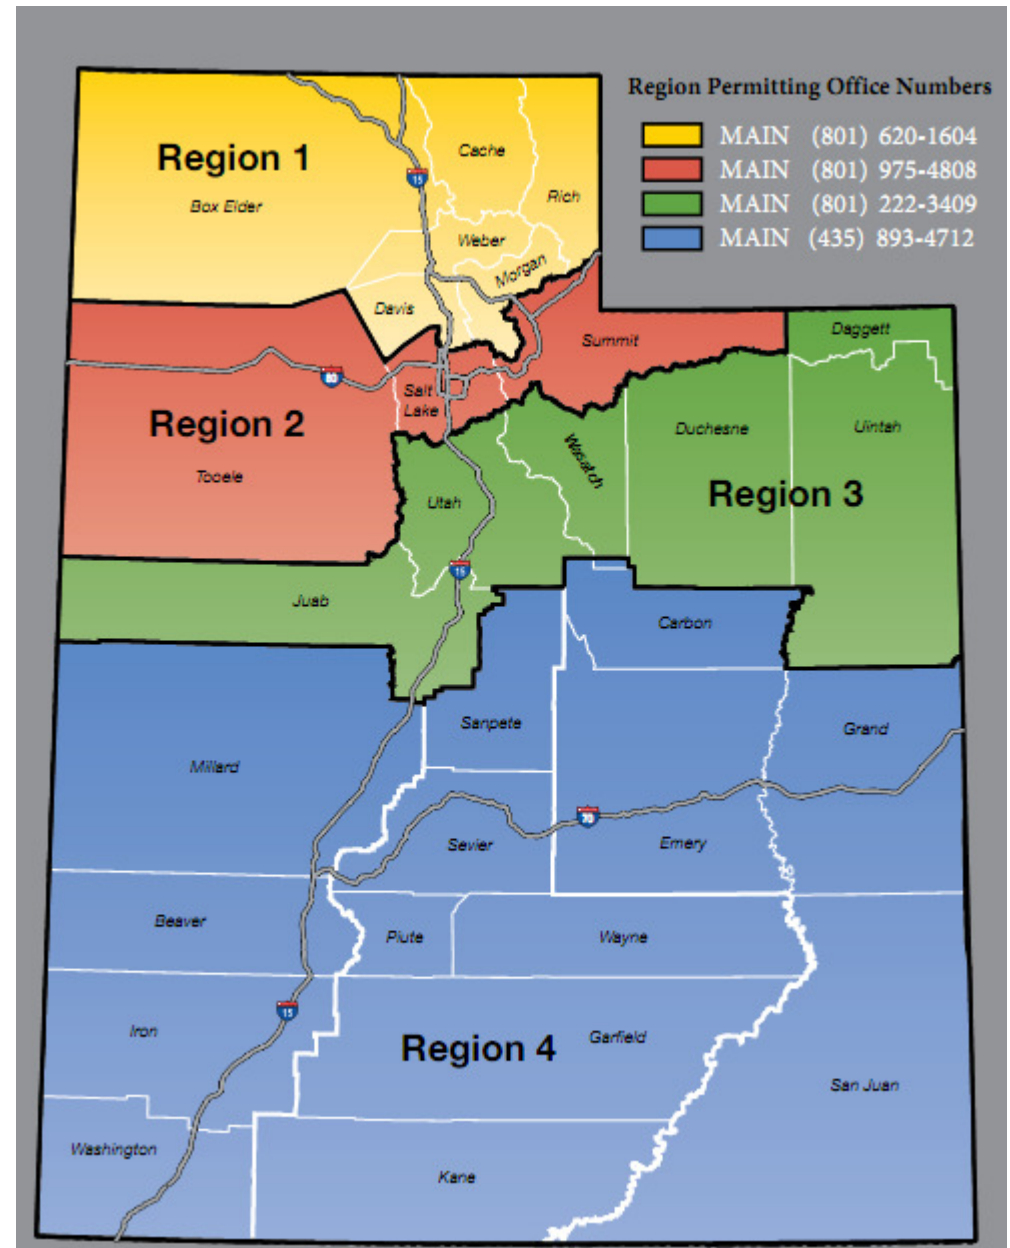 Region Permitting Office Numbers
MAIN (801) 620-1604
MAIN (801) 975-4808
MAIN (801) 222-3409
MAIN (435) 893-4712
Region 1
Cache
15
Rich
Box Elder
Weber
Morgan
Davis
Daggett
Summit
80
Salt
Lake
Region 2
Duchesne
Uintah
Wasatch
Tooele
Utah
Region 3
15
Juab
Carbon
Sanpete
Grand
Millard
70
Sevier
Emery
Beaver
Piute
Wayne
15
Iron
Region 4
Garfield
San Juan
Washington
Kane